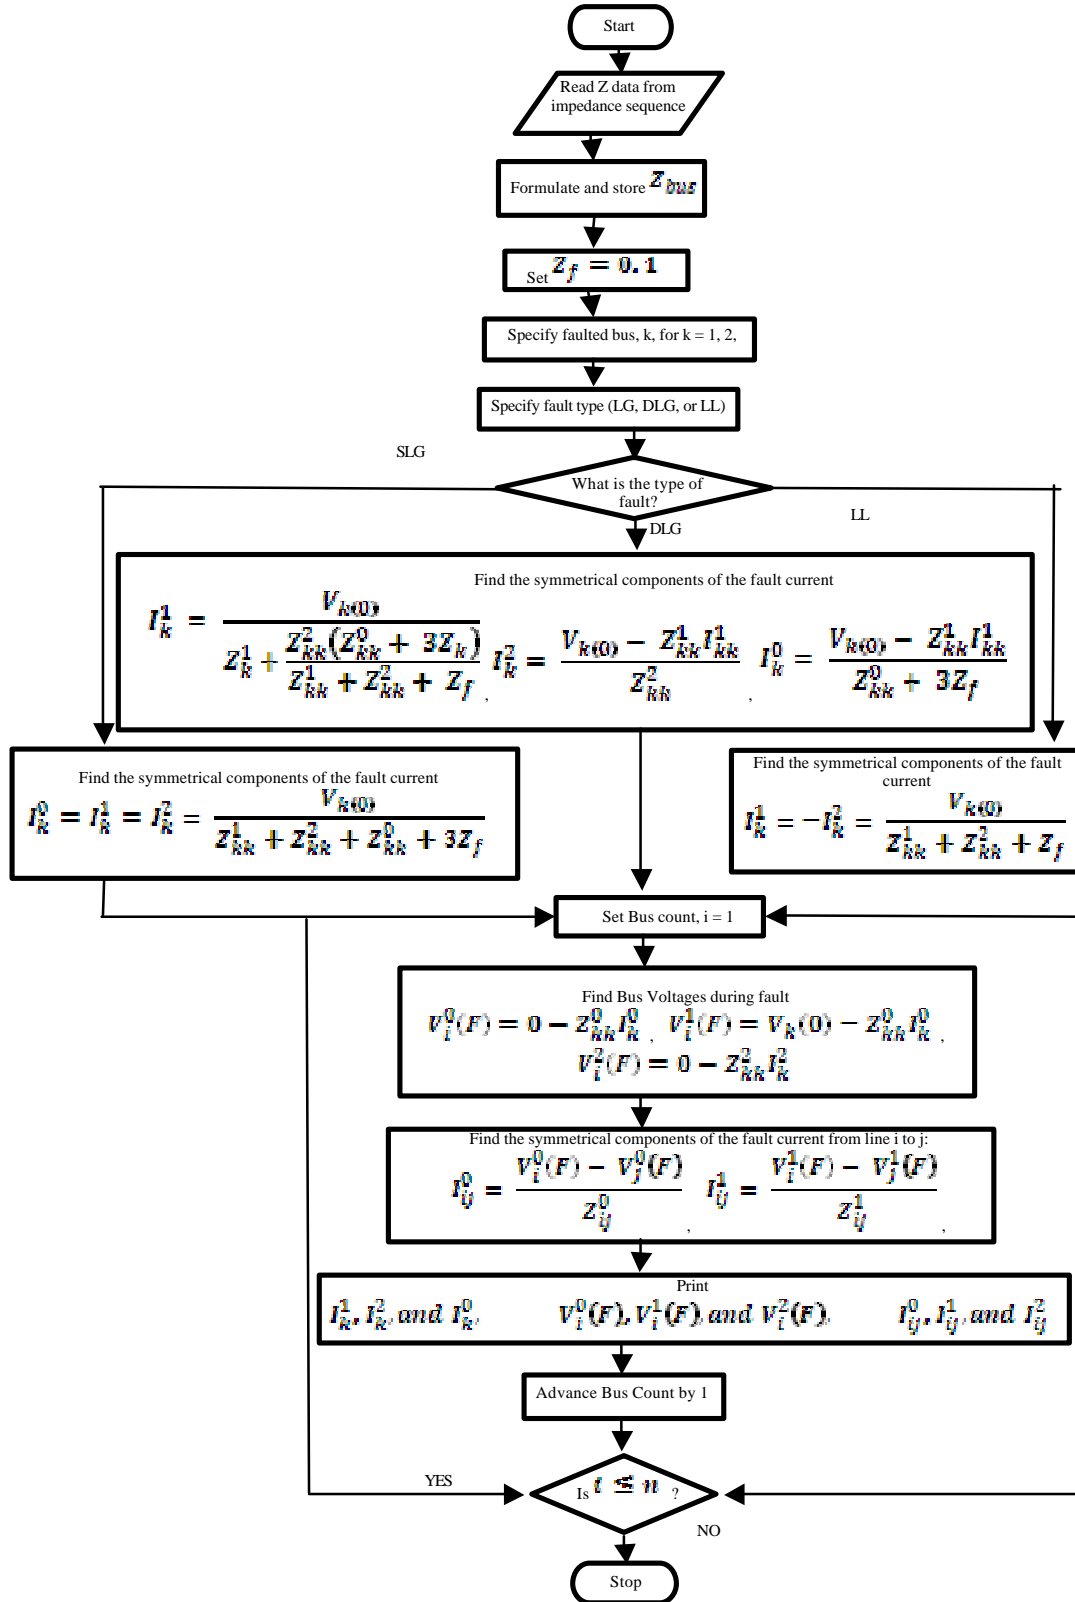 Start
Read Z data from
impedance sequence
Formulate and store Z_bus
Set Z_f = 0.1
Specify faulted bus, k, for k = 1, 2,
Specify fault type (LG, DLG, or LL)
SLG
What is the type of
fault?
LL
DLG
Find the symmetrical components of the fault current
I_k^1 = V_k(0) / (Z_k^1 + Z_kk^2(Z_kk^0 + 3Z_k) / (Z_kk^1 + Z_kk^2 + Z_f)) , I_k^2 = (V_k(0) − Z_kk^1 I_kk^1) / Z_kk^2 , I_k^0 = (V_k(0) − Z_kk^1 I_kk^1) / (Z_kk^0 + 3Z_f)
Find the symmetrical components of the fault current
I_k^0 = I_k^1 = I_k^2 = V_k(0) / (Z_kk^1 + Z_kk^2 + Z_kk^0 + 3Z_f)
Find the symmetrical components of the fault
current
I_k^1 = −I_k^2 = V_k(0) / (Z_kk^1 + Z_kk^2 + Z_f)
Set Bus count, i = 1
Find Bus Voltages during fault
V_i^0(F) = 0 − Z_kk^0 I_k^0 , V_i^1(F) = V_k(0) − Z_kk^0 I_k^0 ,
V_i^2(F) = 0 − Z_kk^2 I_k^2
Find the symmetrical components of the fault current from line i to j:
I_ij^0 = (V_i^0(F) − V_j^0(F)) / Z_ij^0 , I_ij^1 = (V_i^1(F) − V_j^1(F)) / Z_ij^1 ,
Print
I_k^1, I_k^2, and I_k^0, V_i^0(F), V_i^1(F) and V_i^2(F), I_ij^0, I_ij^1, and I_ij^2
Advance Bus Count by 1
YES
Is i ≤ n ?
NO
Stop